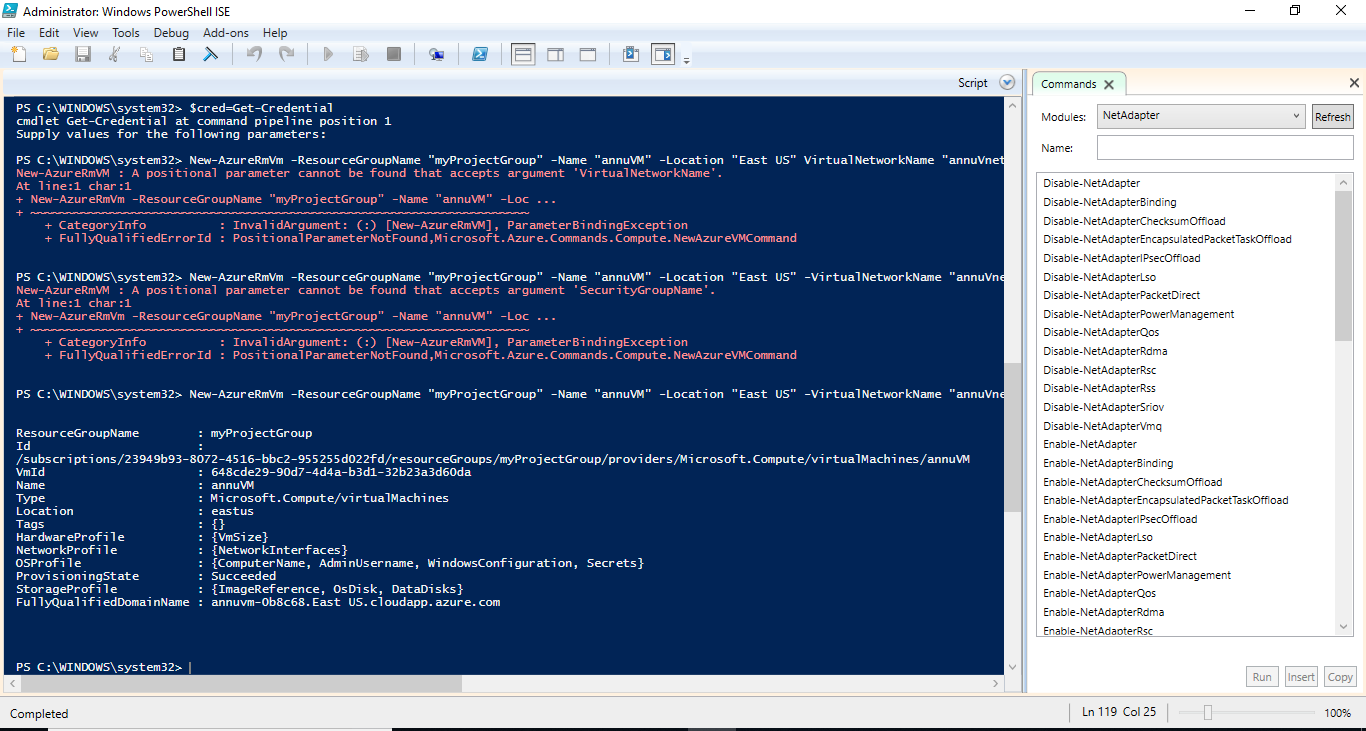 Administrator: Windows PowerShell ISE
File Edit View Tools Debug Add-ons Help
Script
PS C:\WINDOWS\system32> $cred=Get-Credential
cmdlet Get-Credential at command pipeline position 1
Supply values for the following parameters:
PS C:\WINDOWS\system32> New-AzureRmVm -ResourceGroupName "myProjectGroup" -Name "annuVM" -Location "East US" VirtualNetworkName "annuVnet
New-AzureRmVM : A positional parameter cannot be found that accepts argument 'VirtualNetworkName'.
At line:1 char:1
+ New-AzureRmVm -ResourceGroupName "myProjectGroup" -Name "annuVM" -Loc ...
+ ~~~~~~~~~~~~~~~~~~~~~~~~~~~~~~~~~~~~~~~~~~~~~~~~~~~~~~~~~~~~~~~~~~~~~
+ CategoryInfo : InvalidArgument: (:) [New-AzureRmVM], ParameterBindingException
+ FullyQualifiedErrorId : PositionalParameterNotFound,Microsoft.Azure.Commands.Compute.NewAzureVMCommand
PS C:\WINDOWS\system32> New-AzureRmVm -ResourceGroupName "myProjectGroup" -Name "annuVM" -Location "East US" -VirtualNetworkName "annuVne
New-AzureRmVM : A positional parameter cannot be found that accepts argument 'SecurityGroupName'.
At line:1 char:1
+ New-AzureRmVm -ResourceGroupName "myProjectGroup" -Name "annuVM" -Loc ...
+ ~~~~~~~~~~~~~~~~~~~~~~~~~~~~~~~~~~~~~~~~~~~~~~~~~~~~~~~~~~~~~~~~~~~~~
+ CategoryInfo : InvalidArgument: (:) [New-AzureRmVM], ParameterBindingException
+ FullyQualifiedErrorId : PositionalParameterNotFound,Microsoft.Azure.Commands.Compute.NewAzureVMCommand
PS C:\WINDOWS\system32> New-AzureRmVm -ResourceGroupName "myProjectGroup" -Name "annuVM" -Location "East US" -VirtualNetworkName "annuVne
ResourceGroupName : myProjectGroup
Id :
/subscriptions/23949b93-8072-4516-bbc2-955255d022fd/resourceGroups/myProjectGroup/providers/Microsoft.Compute/virtualMachines/annuVM
VmId : 648cde29-90d7-4d4a-b3d1-32b23a3d60da
Name : annuVM
Type : Microsoft.Compute/virtualMachines
Location : eastus
Tags : {}
HardwareProfile : {VmSize}
NetworkProfile : {NetworkInterfaces}
OSProfile : {ComputerName, AdminUsername, WindowsConfiguration, Secrets}
ProvisioningState : Succeeded
StorageProfile : {ImageReference, OsDisk, DataDisks}
FullyQualifiedDomainName : annuvm-0b8c68.East US.cloudapp.azure.com
PS C:\WINDOWS\system32>
Commands
Modules: NetAdapter Refresh
Name:
Disable-NetAdapter
Disable-NetAdapterBinding
Disable-NetAdapterChecksumOffload
Disable-NetAdapterEncapsulatedPacketTaskOffload
Disable-NetAdapterIPsecOffload
Disable-NetAdapterLso
Disable-NetAdapterPacketDirect
Disable-NetAdapterPowerManagement
Disable-NetAdapterQos
Disable-NetAdapterRdma
Disable-NetAdapterRsc
Disable-NetAdapterRss
Disable-NetAdapterSriov
Disable-NetAdapterVmq
Enable-NetAdapter
Enable-NetAdapterBinding
Enable-NetAdapterChecksumOffload
Enable-NetAdapterEncapsulatedPacketTaskOffload
Enable-NetAdapterIPsecOffload
Enable-NetAdapterLso
Enable-NetAdapterPacketDirect
Enable-NetAdapterPowerManagement
Enable-NetAdapterQos
Enable-NetAdapterRdma
Enable-NetAdapterRsc
Run Insert Copy
Completed
Ln 119 Col 25
100%